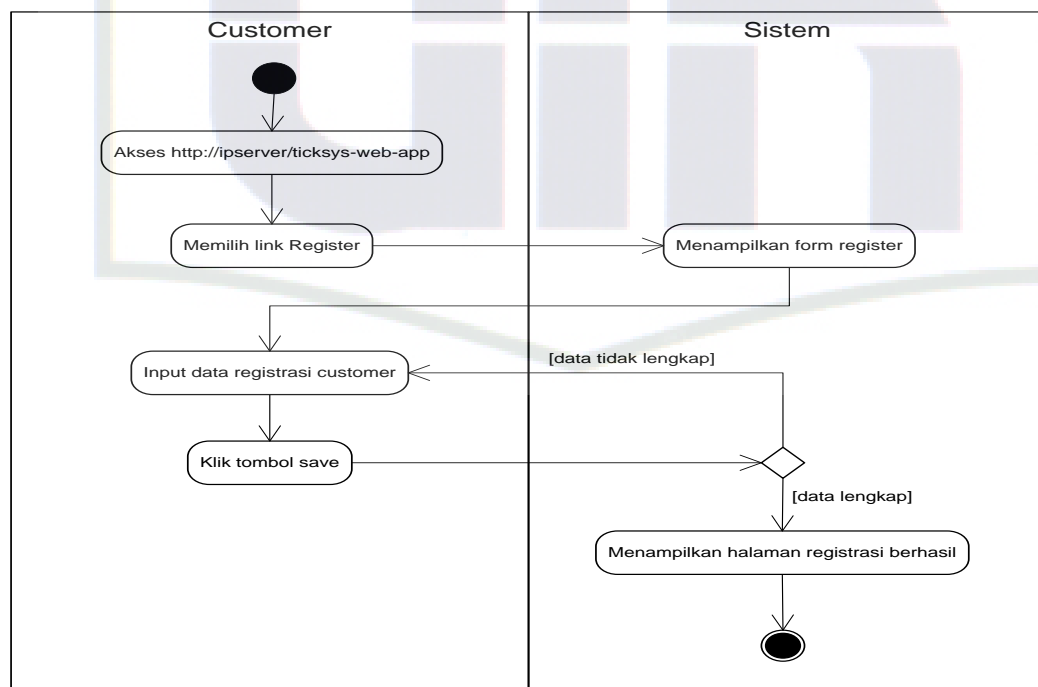 Customer
Sistem
Akses http://ipserver/ticksys-web-app
Memilih link Register
Menampilkan form register
[data tidak lengkap]
Input data registrasi customer
Klik tombol save
[data lengkap]
Menampilkan halaman registrasi berhasil